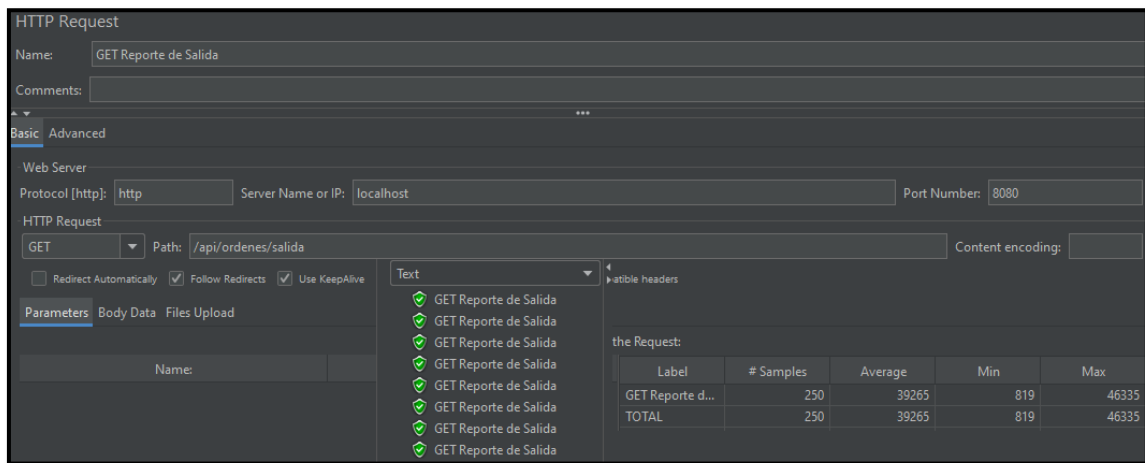 HTTP Request
Name: GET Reporte de Salida
Comments:
Basic Advanced
Web Server
Protocol [http]: http Server Name or IP: localhost Port Number: 8080
HTTP Request
GET Path: /api/ordenes/salida Content encoding:
Redirect Automatically Follow Redirects Use KeepAlive
Text
atible headers
Parameters Body Data Files Upload
Name:
GET Reporte de Salida
GET Reporte de Salida
GET Reporte de Salida
GET Reporte de Salida
GET Reporte de Salida
GET Reporte de Salida
GET Reporte de Salida
GET Reporte de Salida
the Request:
Label # Samples Average Min Max
GET Reporte d... 250 39265 819 46335
TOTAL 250 39265 819 46335